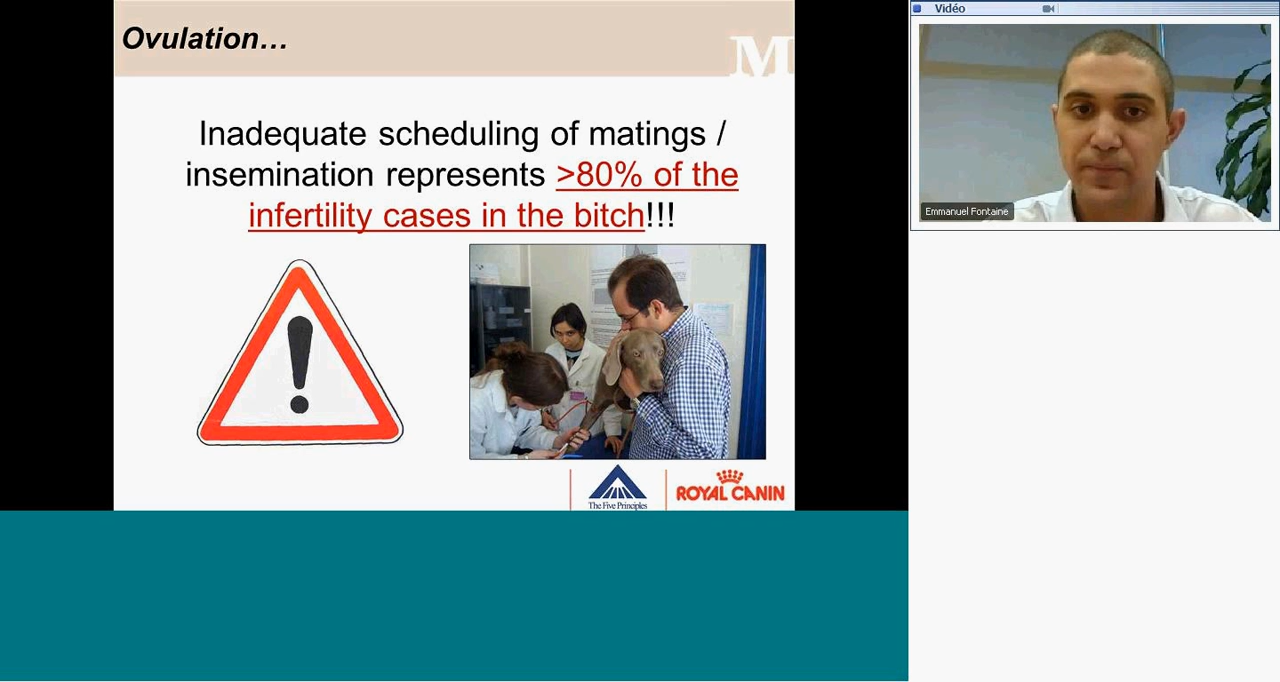 Ovulation…
M
Inadequate scheduling of matings /
insemination represents >80% of the
infertility cases in the bitch!!!
The Five Principles
ROYAL CANIN
Vidéo
Emmanuel Fontaine